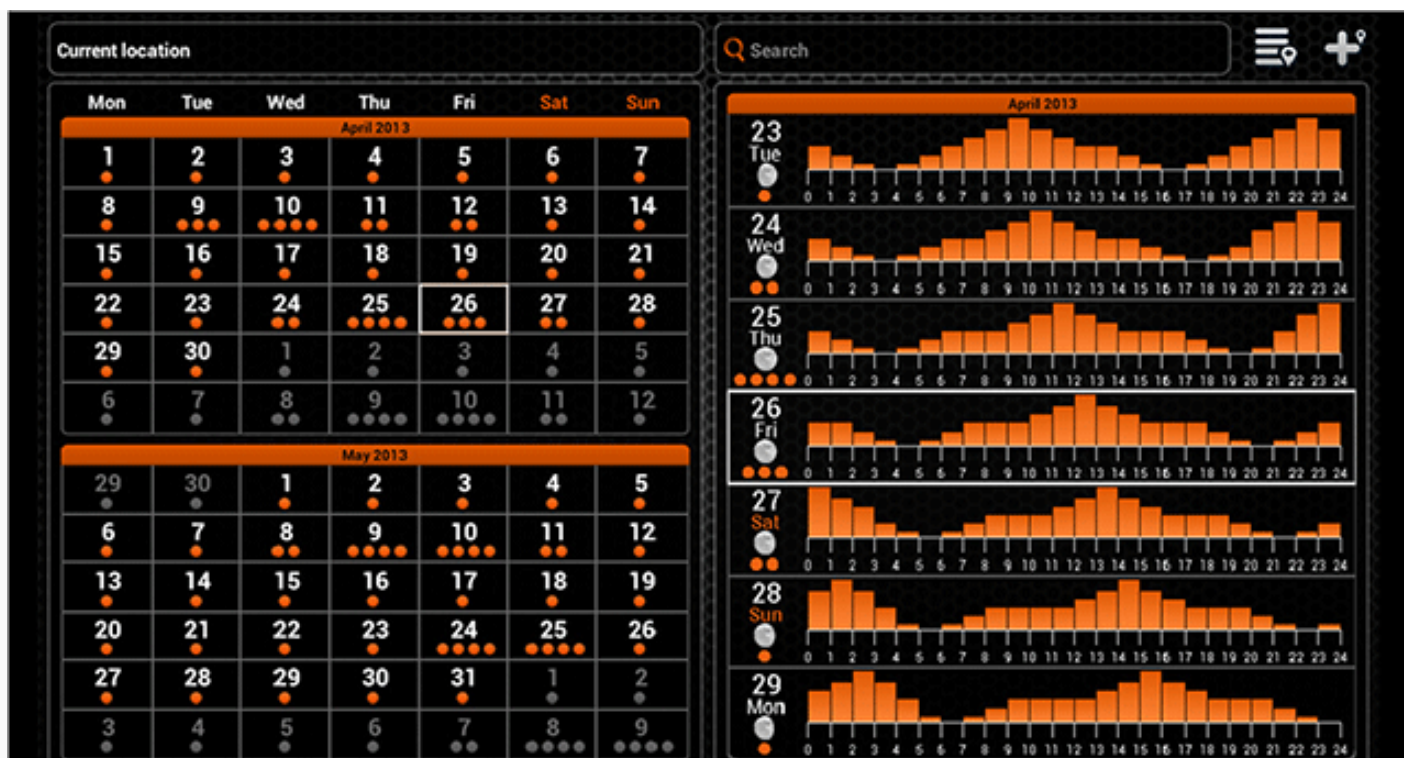 Current location
Search
Mon Tue Wed Thu Fri Sat Sun
April 2013
1 2 3 4 5 6 7
8 9 10 11 12 13 14
15 16 17 18 19 20 21
22 23 24 25 26 27 28
29 30 1 2 3 4 5
6 7 8 9 10 11 12
May 2013
29 30 1 2 3 4 5
6 7 8 9 10 11 12
13 14 15 16 17 18 19
20 21 22 23 24 25 26
27 28 29 30 31 1 2
3 4 5 6 7 8 9
April 2013
23
Tue
0 1 2 3 4 5 6 7 8 9 10 11 12 13 14 15 16 17 18 19 20 21 22 23 24
24
Wed
0 1 2 3 4 5 6 7 8 9 10 11 12 13 14 15 16 17 18 19 20 21 22 23 24
25
Thu
0 1 2 3 4 5 6 7 8 9 10 11 12 13 14 15 16 17 18 19 20 21 22 23 24
26
Fri
0 1 2 3 4 5 6 7 8 9 10 11 12 13 14 15 16 17 18 19 20 21 22 23 24
27
Sat
0 1 2 3 4 5 6 7 8 9 10 11 12 13 14 15 16 17 18 19 20 21 22 23 24
28
Sun
0 1 2 3 4 5 6 7 8 9 10 11 12 13 14 15 16 17 18 19 20 21 22 23 24
29
Mon
0 1 2 3 4 5 6 7 8 9 10 11 12 13 14 15 16 17 18 19 20 21 22 23 24